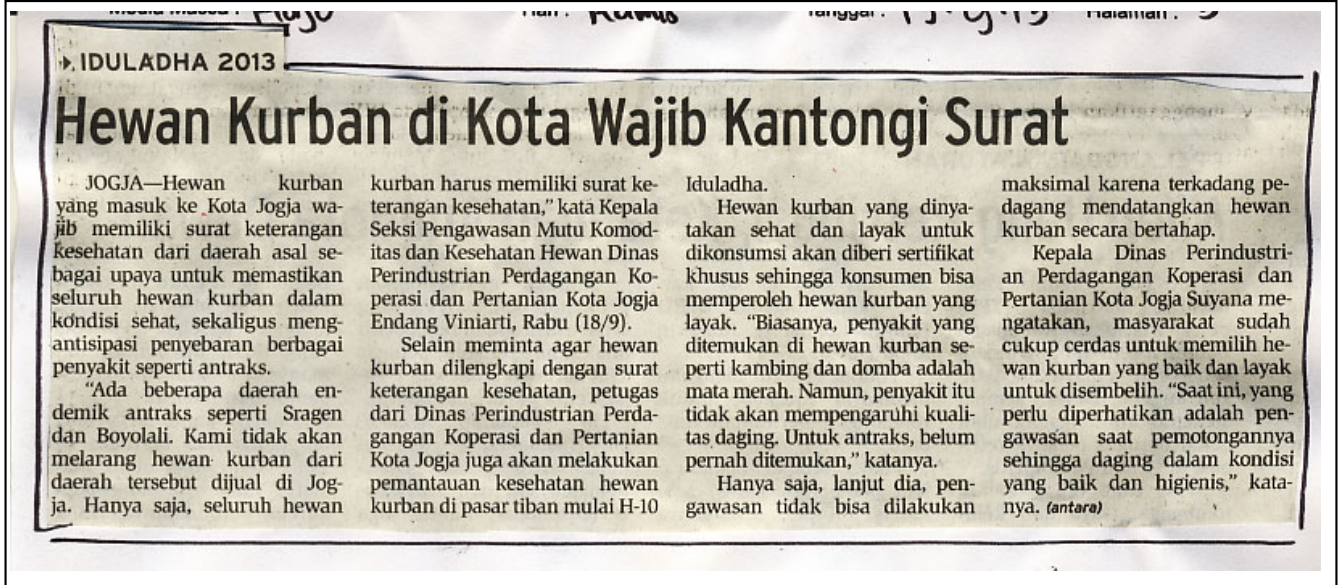 Hari :
Tanggal :
Halaman :
IDULADHA 2013
Hewan Kurban di Kota Wajib Kantongi Surat
JOGJA—Hewan kurban
yang masuk ke Kota Jogja wa-
jib memiliki surat keterangan
kesehatan dari daerah asal se-
bagai upaya untuk memastikan
seluruh hewan kurban dalam
kondisi sehat, sekaligus meng-
antisipasi penyebaran berbagai
penyakit seperti antraks.
“Ada beberapa daerah en-
demik antraks seperti Sragen
dan Boyolali. Kami tidak akan
melarang hewan kurban dari
daerah tersebut dijual di Jog-
ja. Hanya saja, seluruh hewan
kurban harus memiliki surat ke-
terangan kesehatan,” kata Kepala
Seksi Pengawasan Mutu Komod-
itas dan Kesehatan Hewan Dinas
Perindustrian Perdagangan Ko-
perasi dan Pertanian Kota Jogja
Endang Viniarti, Rabu (18/9).
Selain meminta agar hewan
kurban dilengkapi dengan surat
keterangan kesehatan, petugas
dari Dinas Perindustrian Perda-
gangan Koperasi dan Pertanian
Kota Jogja juga akan melakukan
pemantauan kesehatan hewan
kurban di pasar tiban mulai H-10
Iduladha.
Hewan kurban yang dinya-
takan sehat dan layak untuk
dikonsumsi akan diberi sertifikat
khusus sehingga konsumen bisa
memperoleh hewan kurban yang
layak. “Biasanya, penyakit yang
ditemukan di hewan kurban se-
perti kambing dan domba adalah
mata merah. Namun, penyakit itu
tidak akan mempengaruhi kuali-
tas daging. Untuk antraks, belum
pernah ditemukan,” katanya.
Hanya saja, lanjut dia, pen-
gawasan tidak bisa dilakukan
maksimal karena terkadang pe-
dagang mendatangkan hewan
kurban secara bertahap.
Kepala Dinas Perindustri-
an Perdagangan Koperasi dan
Pertanian Kota Jogja Suyana me-
ngatakan, masyarakat sudah
cukup cerdas untuk memilih he-
wan kurban yang baik dan layak
untuk disembelih. “Saat ini, yang
perlu diperhatikan adalah pen-
gawasan saat pemotongannya
sehingga daging dalam kondisi
yang baik dan higienis,” kata-
nya. (antara)